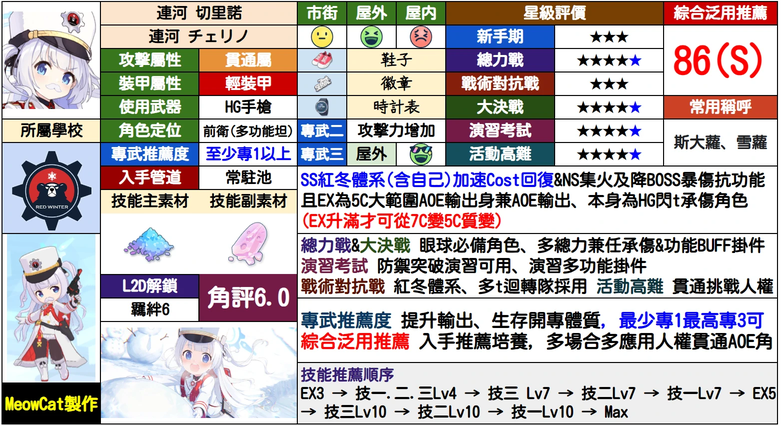 連河 切里諾
連河 チェリノ
攻擊屬性 貫通屬
裝甲屬性 輕裝甲
使用武器 HG手槍
所屬學校
角色定位 前衛(多功能坦)
專武推薦度 至少專1以上
入手管道 常駐池
技能主素材 技能副素材
RED WINTER
L2D解鎖
羈絆6
角評6.0
MeowCat製作
市街 屋外 屋內
鞋子
徽章
時計表
專武二 攻擊力增加
專武三 屋外
星級評價
新手期 ★★★
總力戰 ★★★★★
戰術對抗戰 ★★★
大決戰 ★★★★★
演習考試 ★★★★★
活動高難 ★★★★★
綜合泛用推薦
86(S)
常用稱呼
斯大蘿、雪蘿
SS紅冬體系(含自己)加速Cost回復&NS集火及降BOSS暴傷抗功能
且EX為5C大範圍AOE輸出身兼AOE輸出、本身為HG閃t承傷角色
(EX升滿才可從7C變5C質變)
總力戰&大決戰 眼球必備角色、多總力兼任承傷&功能BUFF掛件
演習考試 防禦突破演習可用、演習多功能掛件
戰術對抗戰 紅冬體系、多t迴轉隊採用 活動高難 貫通挑戰人權
專武推薦度 提升輸出、生存開專體質，最少專1最高專3可
綜合泛用推薦 入手推薦培養，多場合多應用人權貫通AOE角
技能推薦順序
EX3 → 技一.二.三Lv4 → 技三 Lv7 → 技二Lv7 → 技一Lv7 → EX5
→ 技三Lv10 → 技二Lv10 → 技一Lv10 → Max